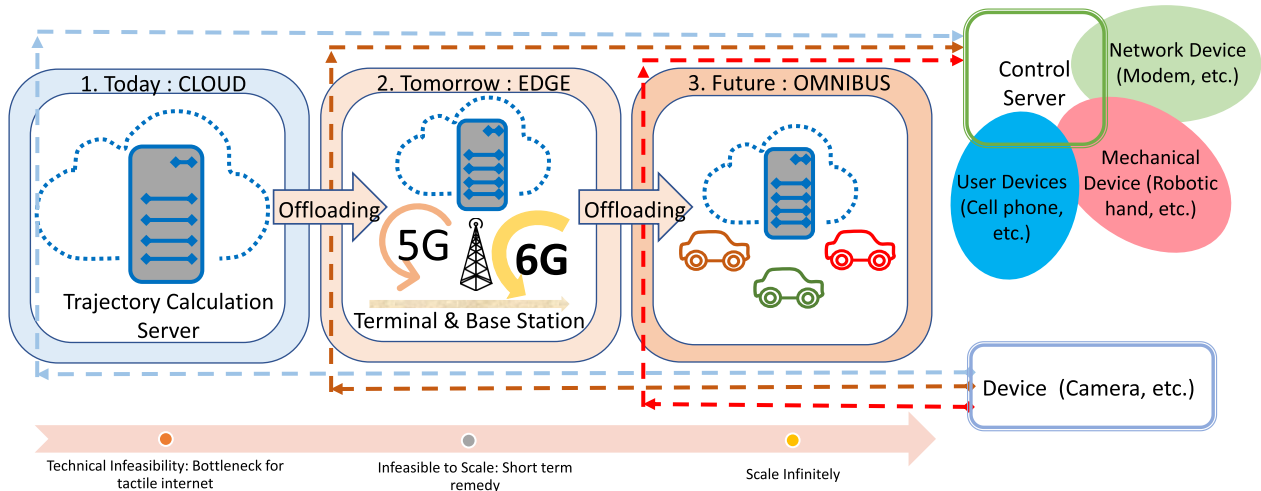 1. Today : CLOUD
2. Tomorrow : EDGE
3. Future : OMNIBUS
Control
Server
Network Device
(Modem, etc.)
Mechanical
Device (Robotic
hand, etc.)
User Devices
(Cell phone,
etc.)
Offloading
Offloading
5G
6G
Trajectory Calculation
Server
Terminal & Base Station
Device (Camera, etc.)
Technical Infeasibility: Bottleneck for
tactile internet
Infeasible to Scale: Short term
remedy
Scale Infinitely